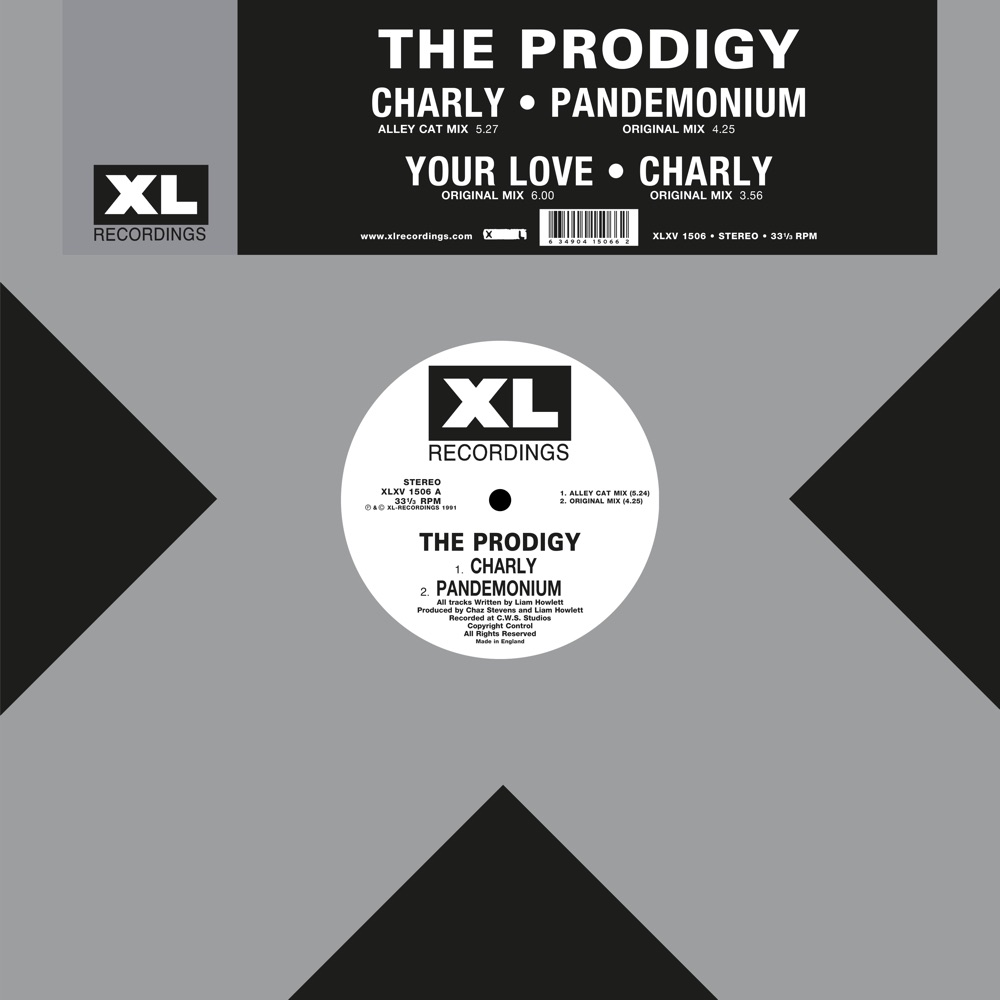 THE PRODIGY
CHARLY • PANDEMONIUM
ALLEY CAT MIX 5.27 ORIGINAL MIX 4.25
YOUR LOVE • CHARLY
ORIGINAL MIX 6.00 ORIGINAL MIX 3.56
XL
RECORDINGS
www.xlrecordings.com X L 6 34904 15066 2 XLXV 1506 • STEREO • 33⅓ RPM
XL
RECORDINGS
STEREO
XLXV 1506 A
33⅓ RPM
℗ & © XL-RECORDINGS 1991
1. ALLEY CAT MIX (5.24)
2. ORIGINAL MIX (4.25)
THE PRODIGY
1. CHARLY
2. PANDEMONIUM
All tracks Written by Liam Howlett
Produced by Chaz Stevens and Liam Howlett
Recorded at C.W.S. Studios
Copyright Control
All Rights Reserved
Made in England